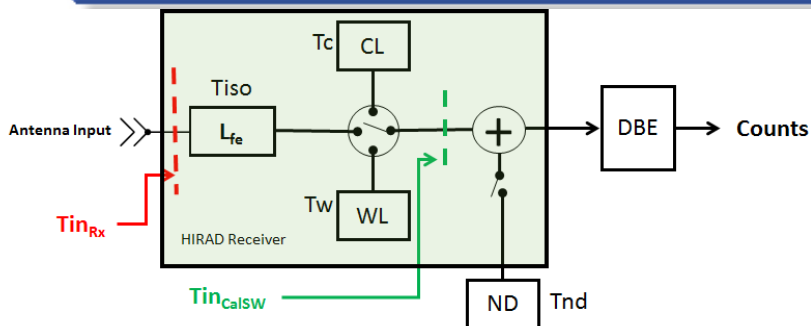 Tc
CL
Tiso
Antenna Input
Lfe
+
DBE
Counts
Tw
WL
TinRx
HIRAD Receiver
TinCalSW
ND
Tnd